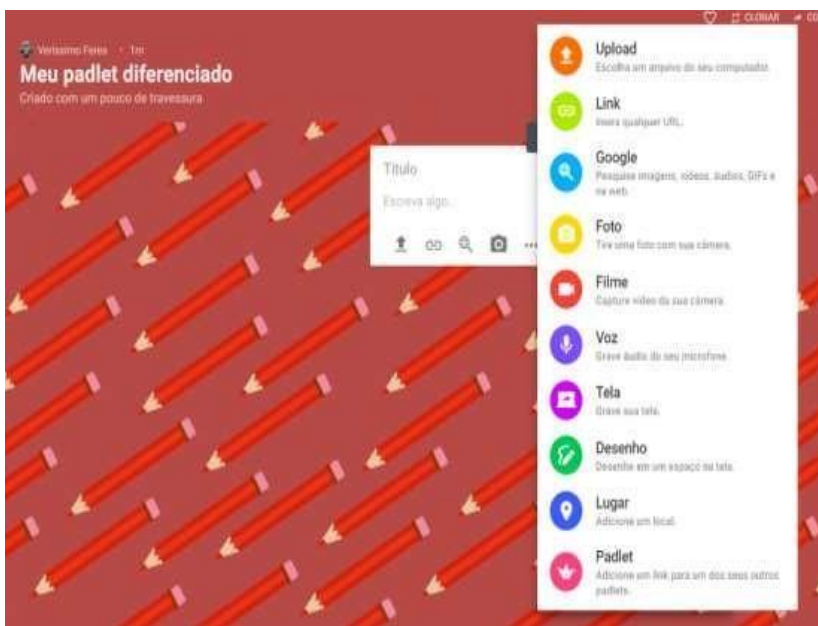 CLONAR
Verissimo Feres • 1m
Meu padlet diferenciado
Criado com um pouco de travessura
Título
Escreva algo...
Upload
Escolha um arquivo do seu computador.
Link
Insira qualquer URL.
Google
Pesquise imagens, vídeos, áudios, GIFs e
na web.
Foto
Tire uma foto com sua câmera.
Filme
Capture vídeo da sua câmera.
Voz
Grave áudio do seu microfone.
Tela
Grave sua tela.
Desenho
Desenhe em um espaço na tela.
Lugar
Adicione um local.
Padlet
Adicione um link para um dos seus outros
padlets.